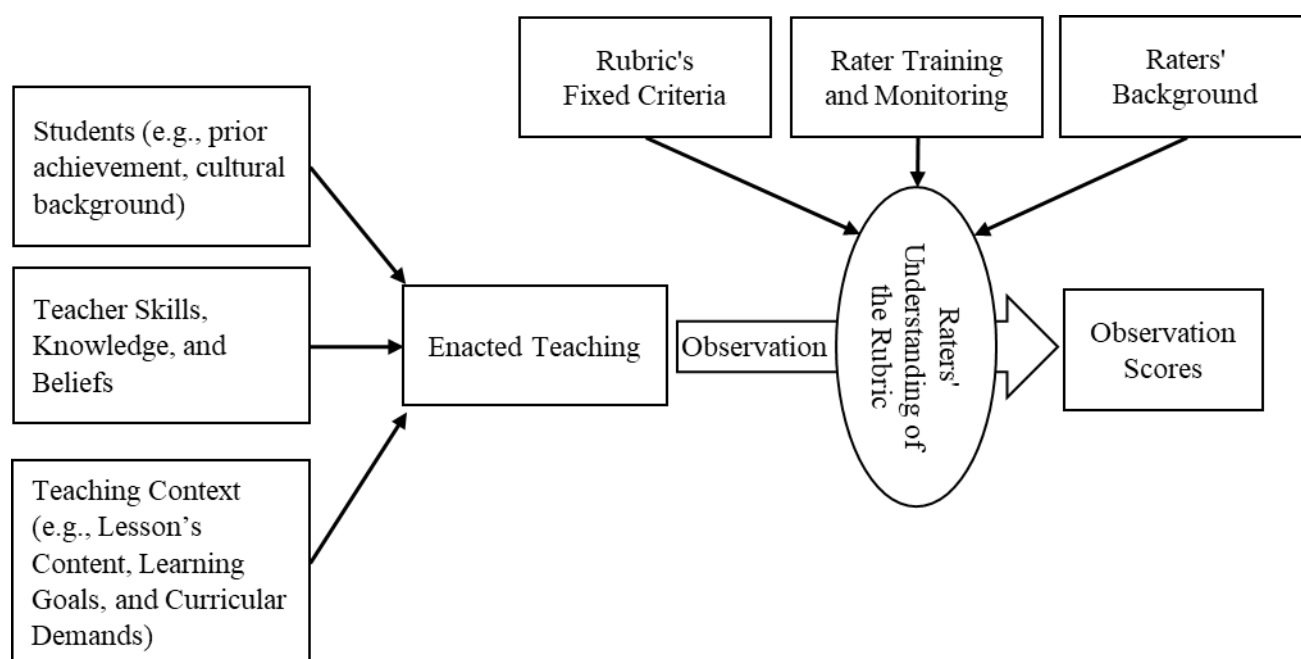 Rubric's
Fixed Criteria
Rater Training
and Monitoring
Raters'
Background
Students (e.g., prior
achievement, cultural
background)
Teacher Skills,
Knowledge, and
Beliefs
Teaching Context
(e.g., Lesson’s
Content, Learning
Goals, and Curricular
Demands)
Enacted Teaching
Observation
Raters'
Understanding of
the Rubric
Observation
Scores